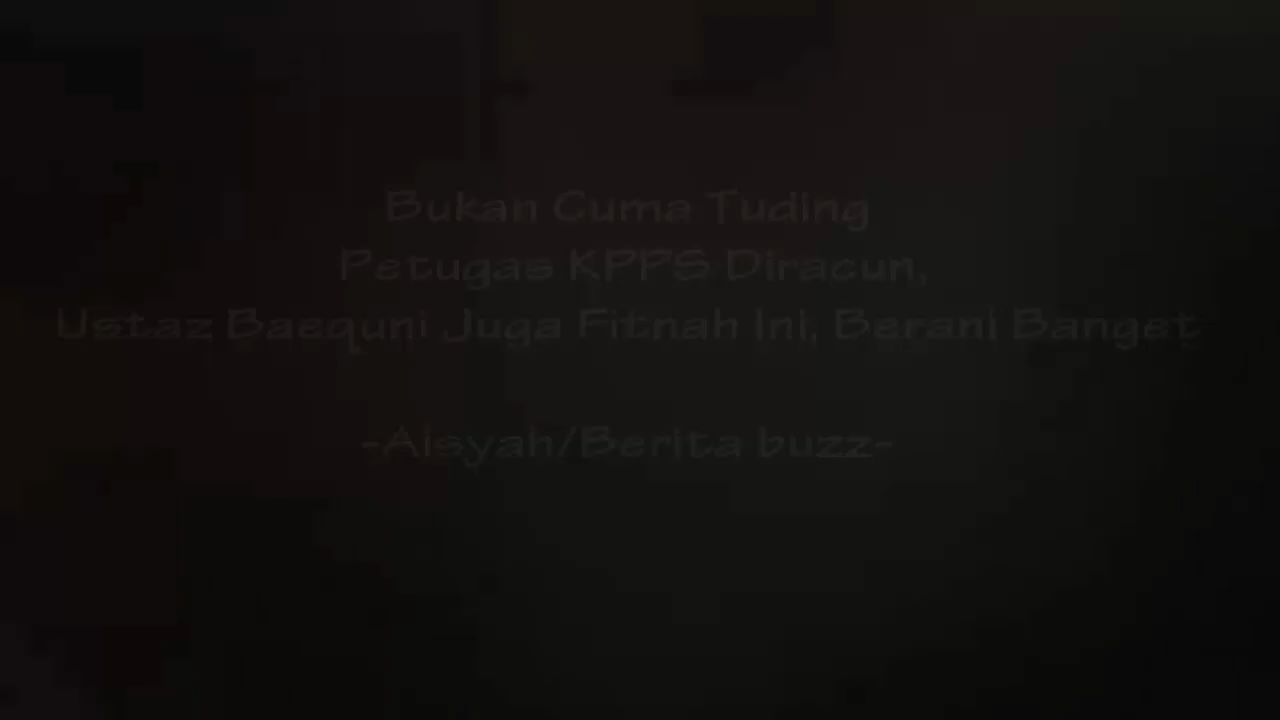 Bukan Cuma Tuding
Petugas KPPS Diracun,
Ustaz Baequni Juga Fitnah Ini, Berani Banget
-Aisyah/Berita buzz-